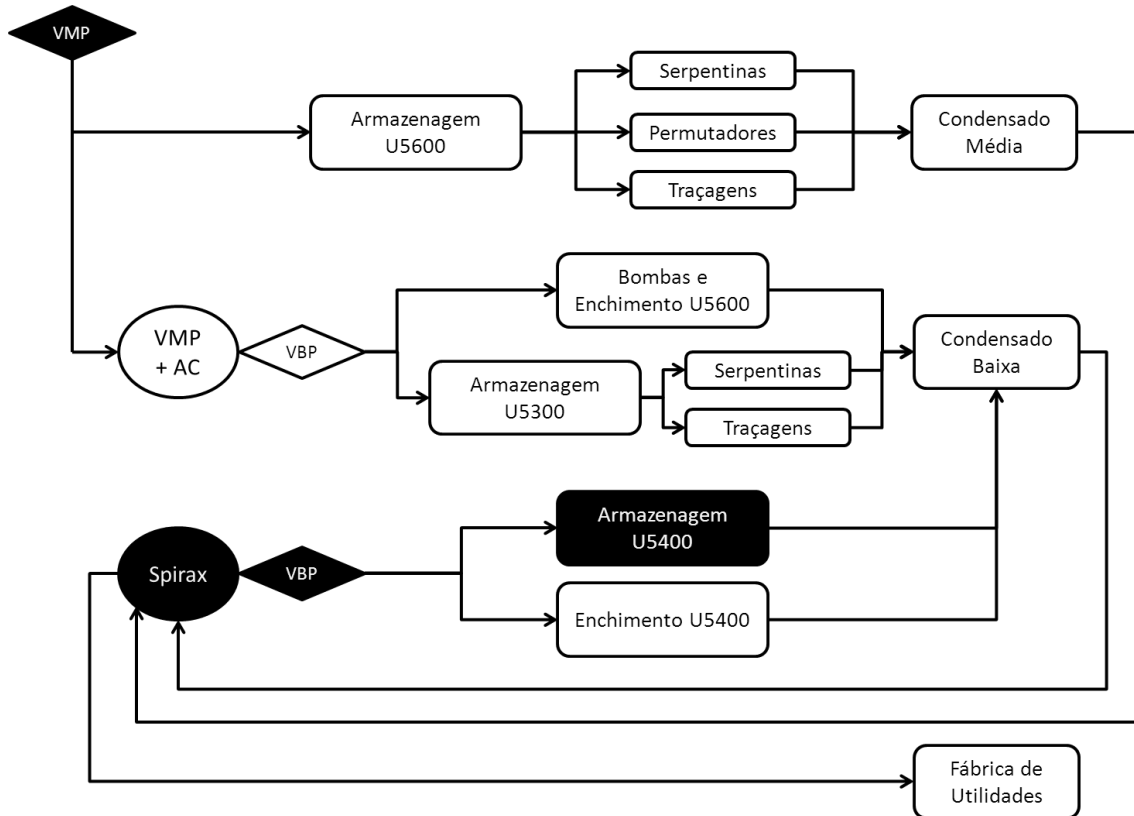 VMP
Armazenagem
U5600
Serpentinas
Permutadores
Traçagens
Condensado
Média
VMP
+ AC
VBP
Bombas e
Enchimento U5600
Armazenagem
U5300
Serpentinas
Traçagens
Condensado
Baixa
Spirax
VBP
Armazenagem
U5400
Enchimento U5400
Fábrica de
Utilidades